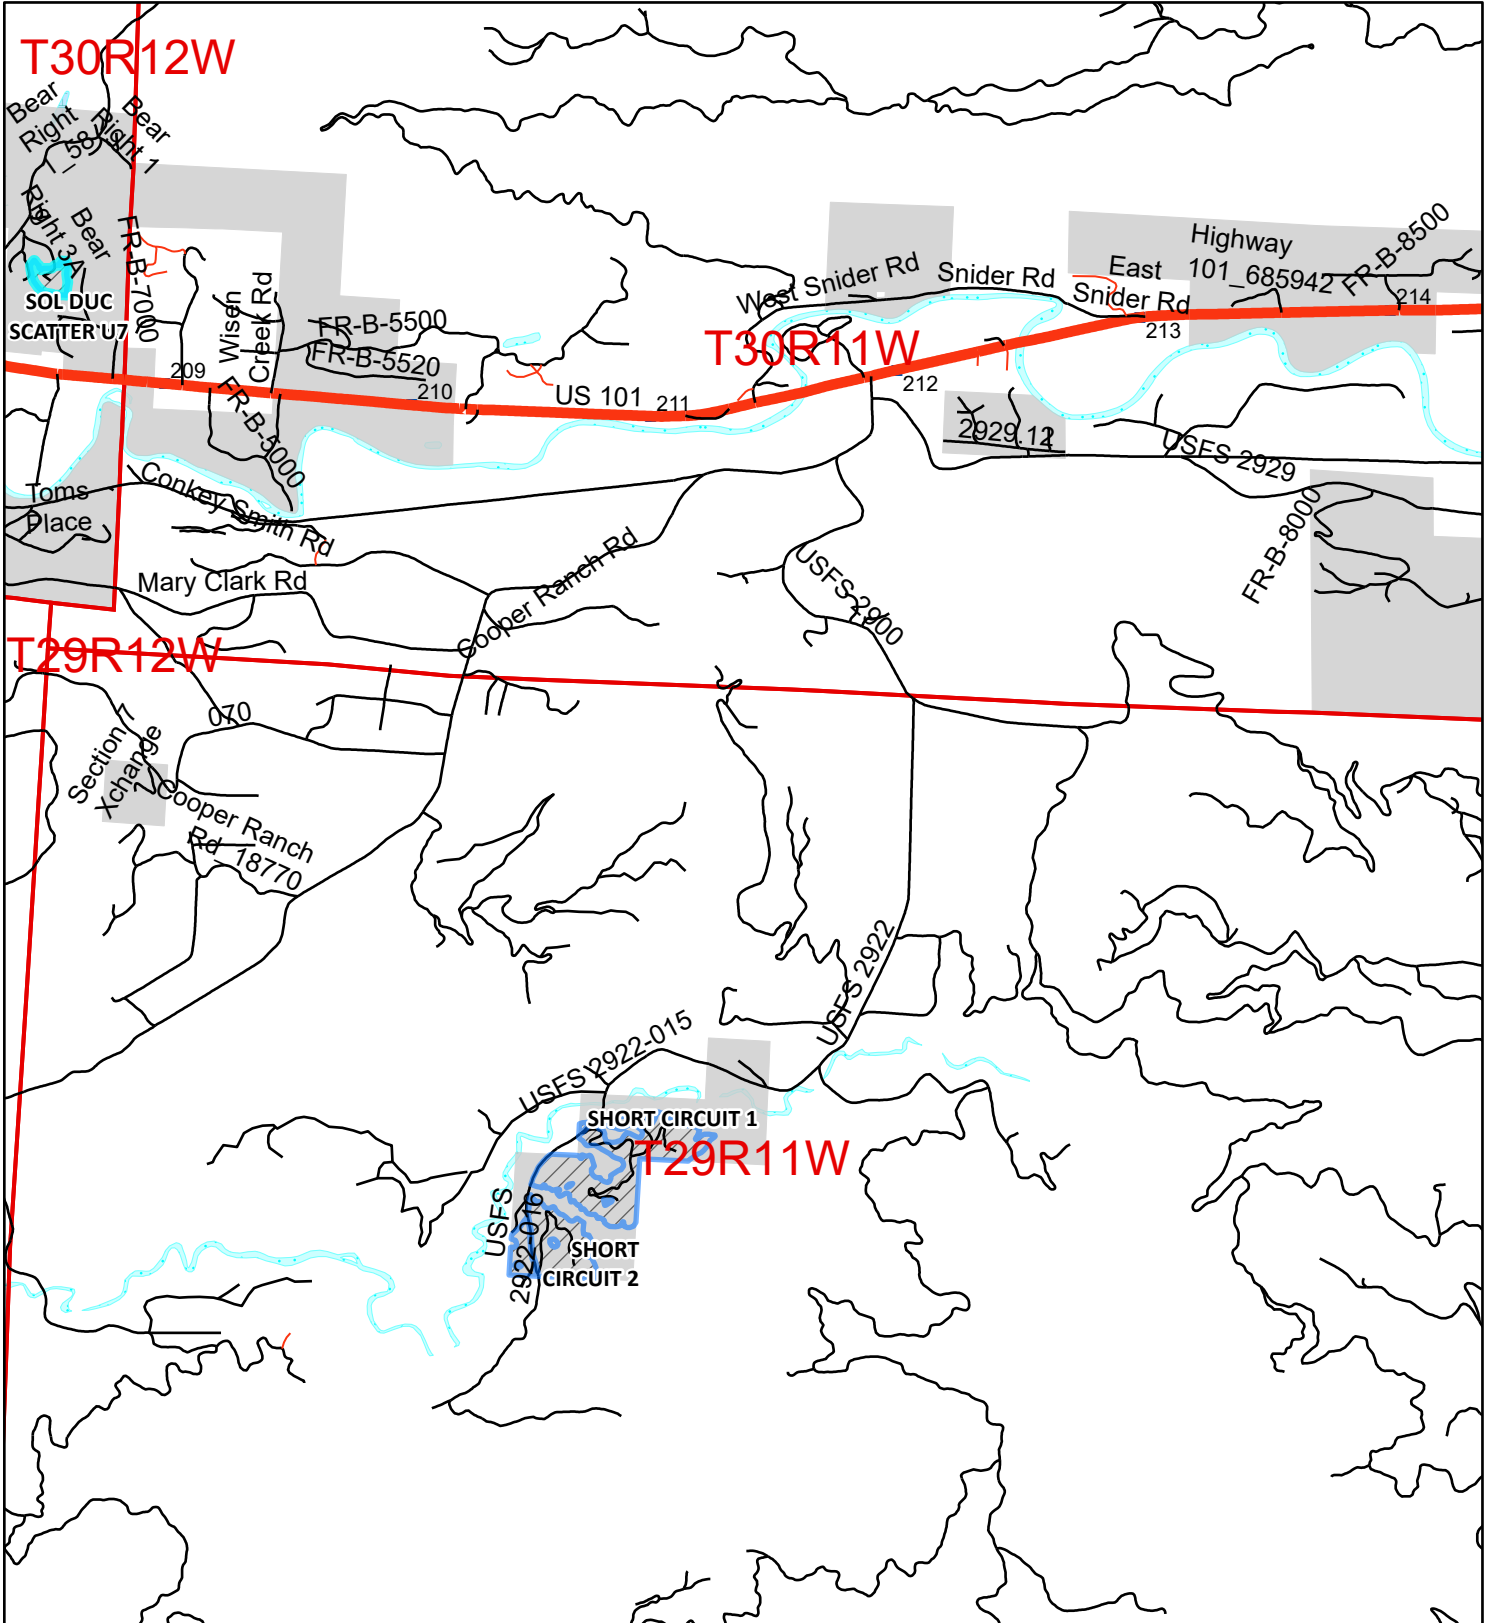 T30R12W
Bear
Right
1_58
Bear
Right 1
Bear
Right 3A
FR-B-7000
SOL DUC
SCATTER U7
Wisen
Creek Rd
FR-B-5500
FR-B-5520
209
210
FR-B-5000
US 101
211
West Snider Rd
Snider Rd
T30R11W
212
East
Snider Rd
213
Highway
101_685942
FR-B-8500
214
2929.12
USFS 2929
FR-B-8000
Toms
Place
Conkey Smith Rd
Mary Clark Rd
Cooper Ranch Rd
USFS 2900
T29R12W
070
Section 7
Xchange
Cooper Ranch
Rd_18770
USFS 2922
USFS 2922-015
SHORT CIRCUIT 1
T29R11W
USFS
2922-016
SHORT
CIRCUIT 2